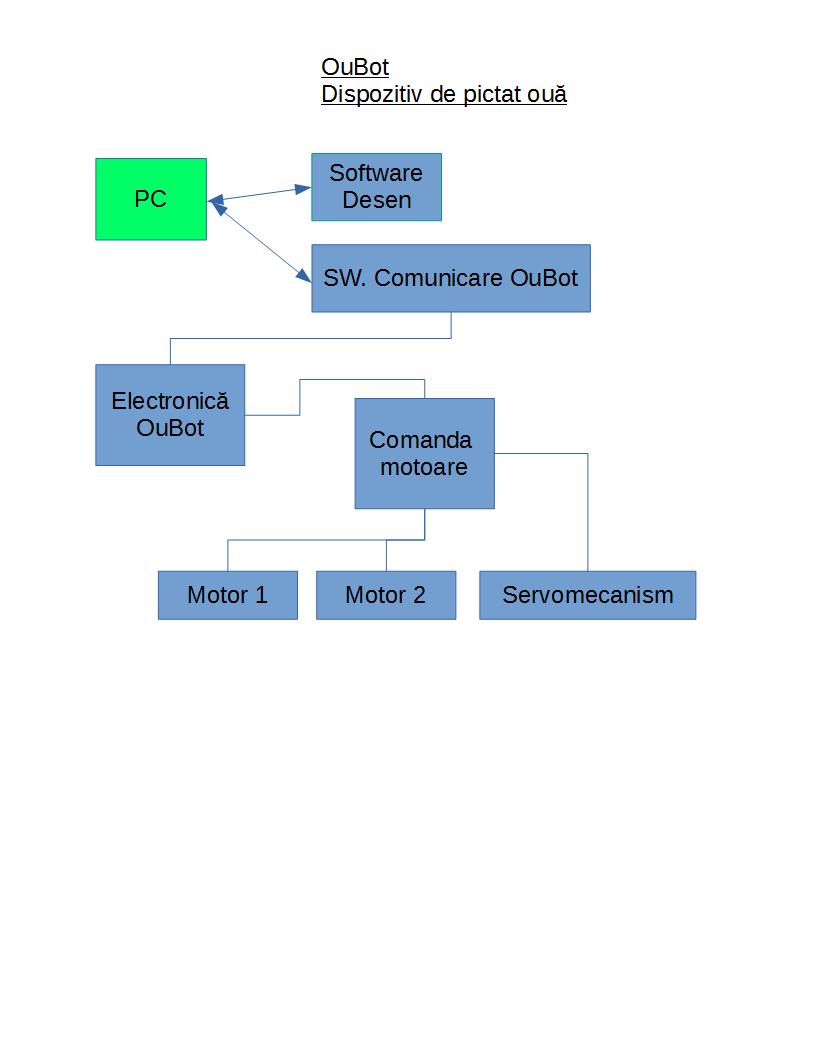 OuBot
Dispozitiv de pictat ouă
PC
Software
Desen
SW. Comunicare OuBot
Electronică
OuBot
Comanda
motoare
Motor 1
Motor 2
Servomecanism